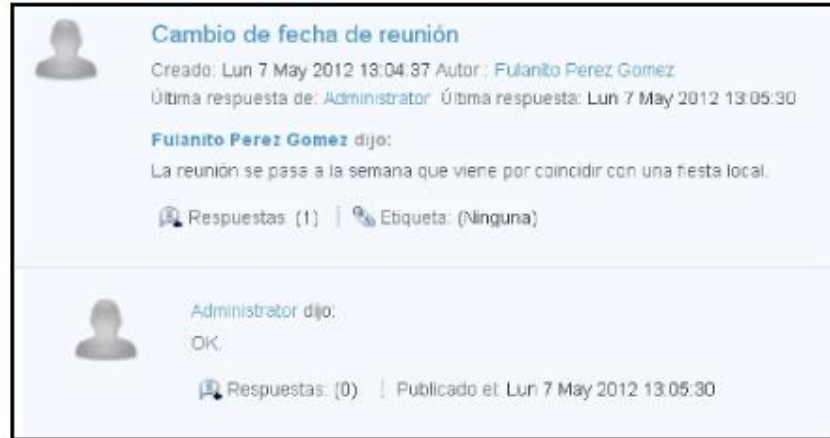 Cambio de fecha de reunión
Creado: Lun 7 May 2012 13:04:37 Autor : Fulanito Perez Gomez
Última respuesta de: Administrator Última respuesta: Lun 7 May 2012 13:05:30
Fulanito Perez Gomez dijo:
La reunión se pasa a la semana que viene por coincidir con una fiesta local.
Respuestas: (1) | Etiqueta: (Ninguna)
Administrator dijo:
OK.
Respuestas: (0) | Publicado el: Lun 7 May 2012 13:05:30